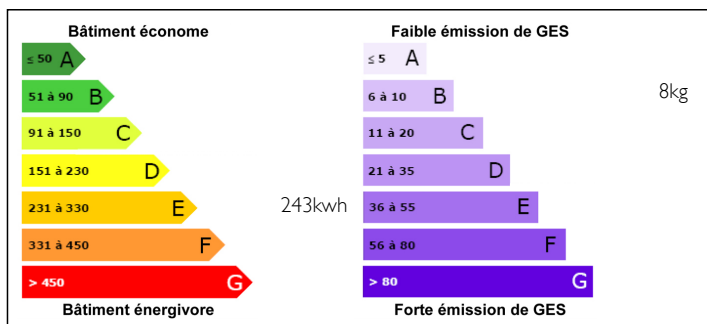 Bâtiment économe
≤ 50 A
51 à 90 B
91 à 150 C
151 à 230 D
231 à 330 E
243kwh
331 à 450 F
> 450 G
Bâtiment énergivore
Faible émission de GES
≤ 5 A
6 à 10 B
8kg
11 à 20 C
21 à 35 D
36 à 55 E
56 à 80 F
> 80 G
Forte émission de GES